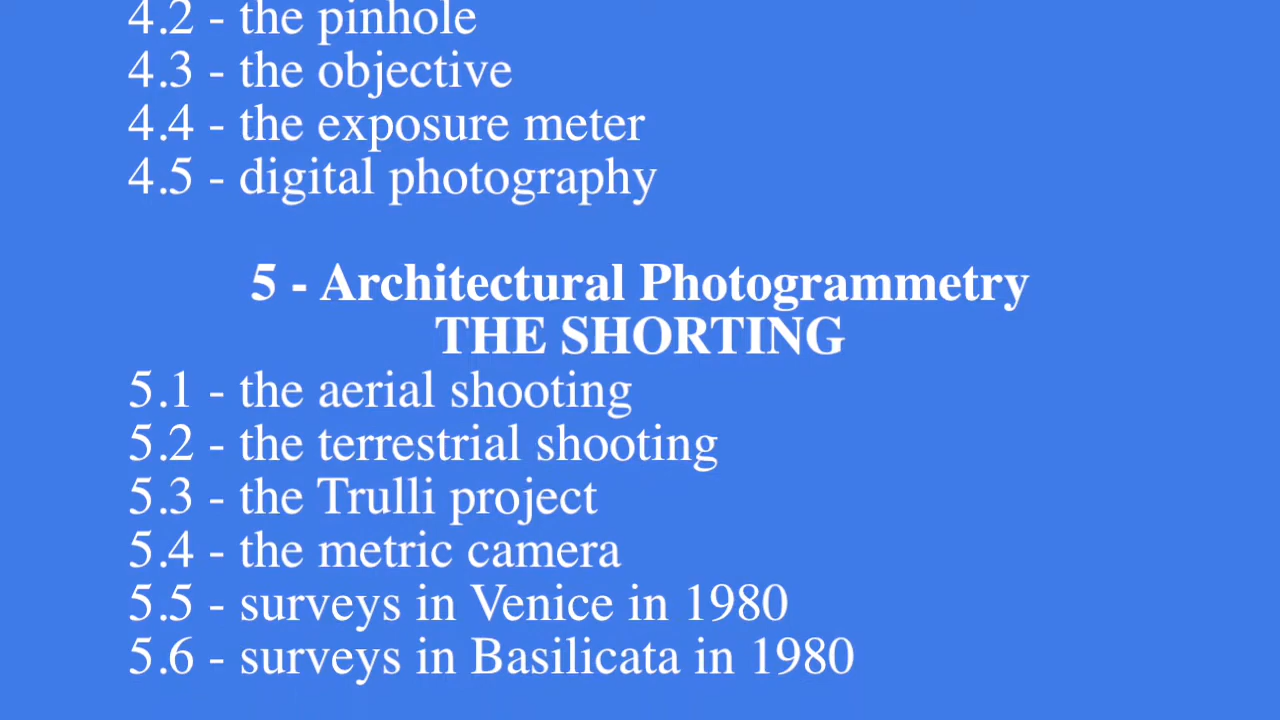 4.2 - the pinhole
4.3 - the objective
4.4 - the exposure meter
4.5 - digital photography
5 - Architectural Photogrammetry
THE SHORTING
5.1 - the aerial shooting
5.2 - the terrestrial shooting
5.3 - the Trulli project
5.4 - the metric camera
5.5 - surveys in Venice in 1980
5.6 - surveys in Basilicata in 1980